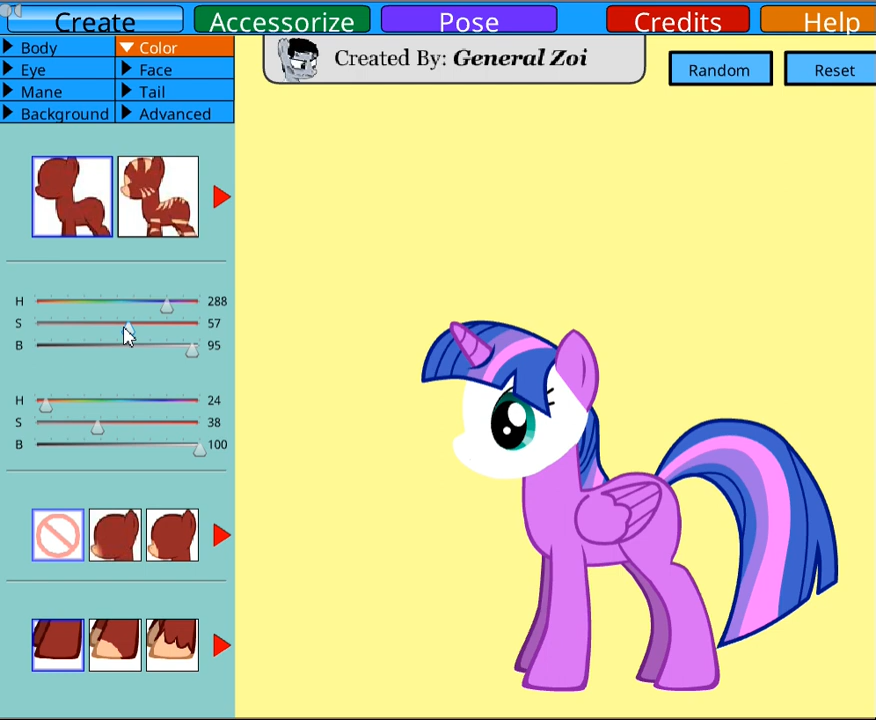 Create Accessorize Pose Credits Help
Body Color
Created By: General Zoi
Eye Face
Random Reset
Mane Tail
Background Advanced
H 288
S 57
B 95
H 24
S 38
B 100